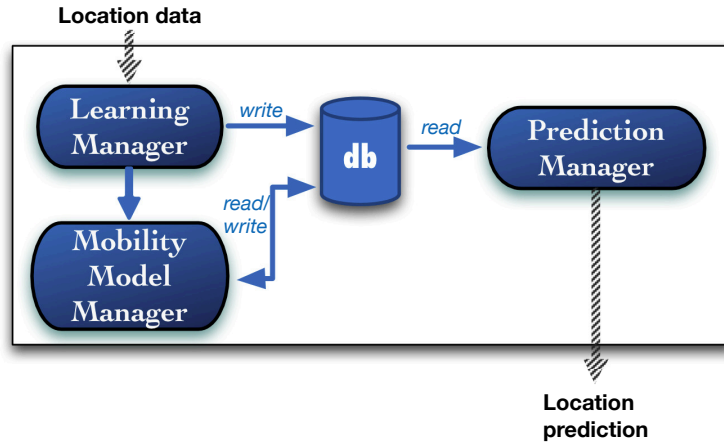 Location data
Learning
Manager
write
db
read
Prediction
Manager
read/
write
Mobility
Model
Manager
Location
prediction